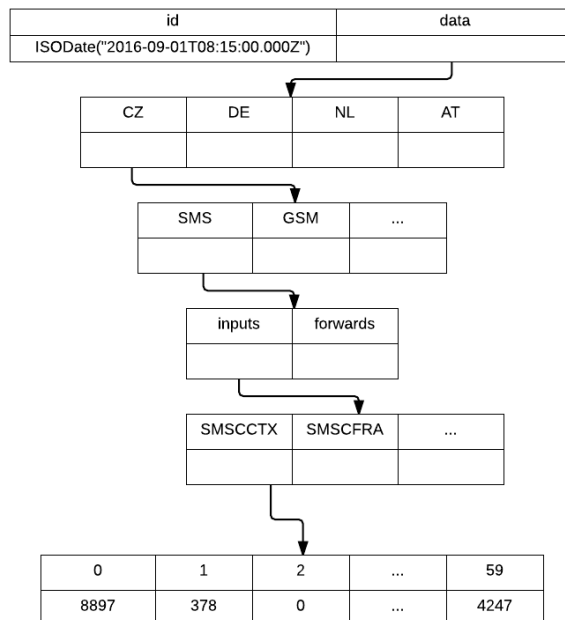 id data
ISODate("2016-09-01T08:15:00.000Z")
CZ DE NL AT
SMS GSM ...
inputs forwards
SMSCCTX SMSCFRA ...
0 1 2 ... 59
8897 378 0 ... 4247